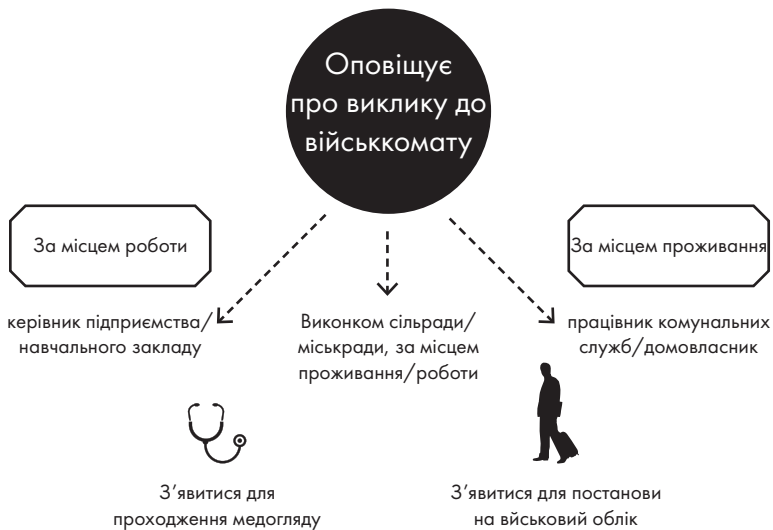 Оповіщує
про виклику до
військкомату
За місцем роботи
За місцем проживання
керівник підприємства/
навчального закладу
Виконком сільради/
міськради, за місцем
проживання/роботи
працівник комунальних
служб/домовласник
З’явитися для
проходження медогляду
З’явитися для постанови
на вйсьовий облік